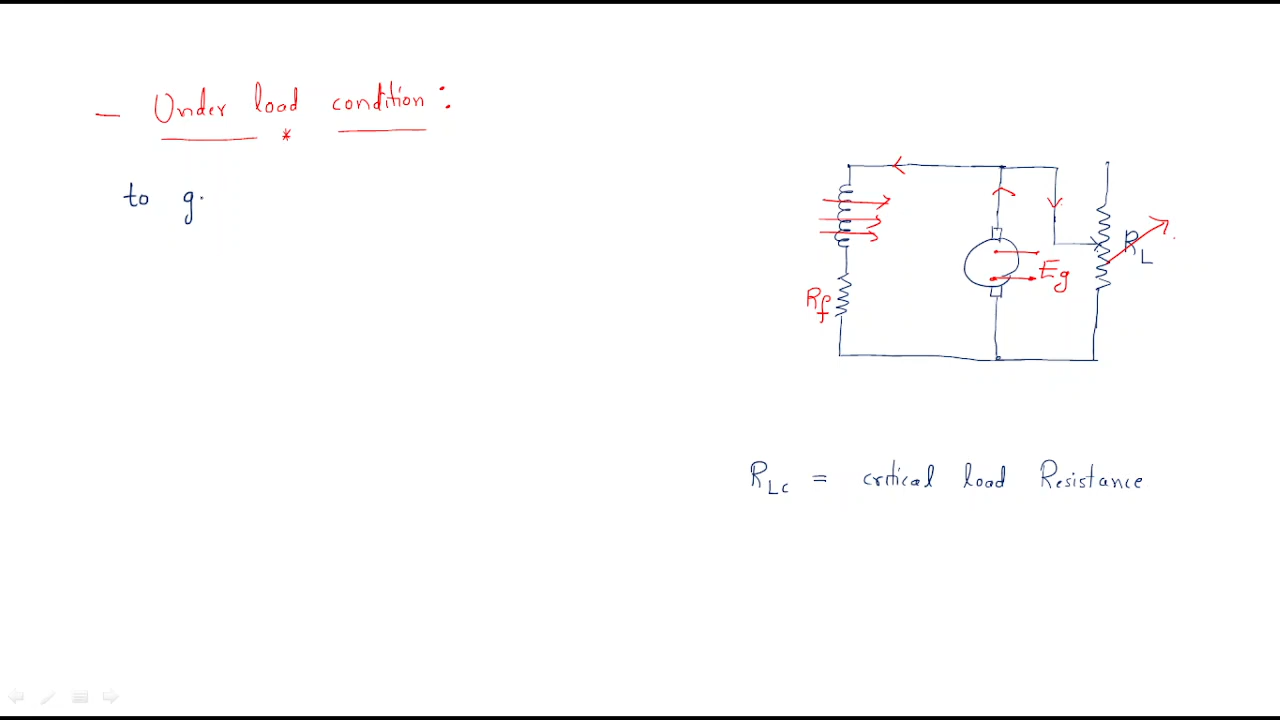 — Under load condition :
*
to g.
Rf
Eg
RL
RLc = critical load Resistance